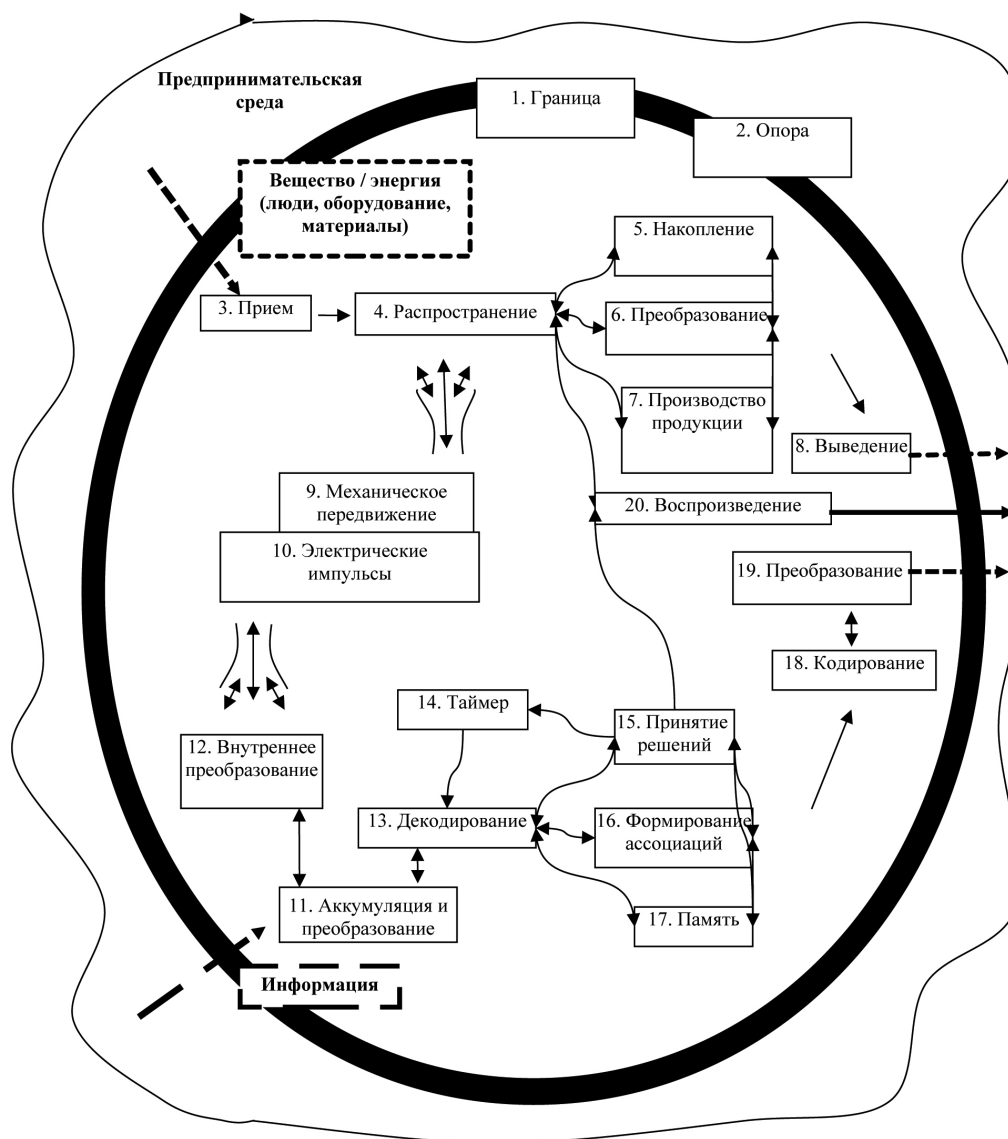 Предпринимательская
среда
1. Граница
2. Опора
Вещество / энергия
(люди, оборудование,
материалы)
5. Накопление
3. Прием
4. Распространение
6. Преобразование
7. Производство
продукции
8. Выведение
9. Механическое
передвижение
20. Воспроизведение
10. Электрические
импульсы
19. Преобразование
18. Кодирование
14. Таймер
15. Принятие
решений
12. Внутреннее
преобразование
13. Декодирование
16. Формирование
ассоциаций
11. Аккумуляция и
преобразование
17. Память
Информация